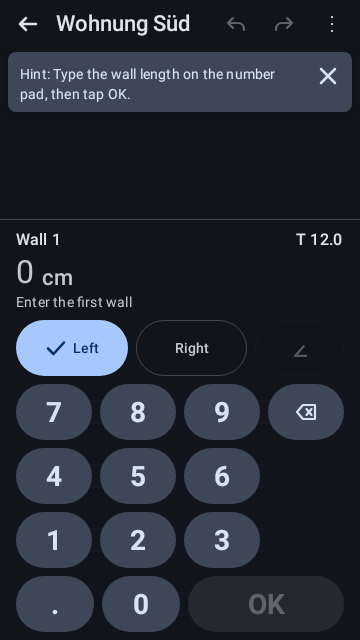 Wohnung Süd
Hint: Type the wall length on the number
pad, then tap OK.
Wall 1
T 12.0
0 cm
Enter the first wall
Left
Right
7
8
9
4
5
6
1
2
3
.
0
OK